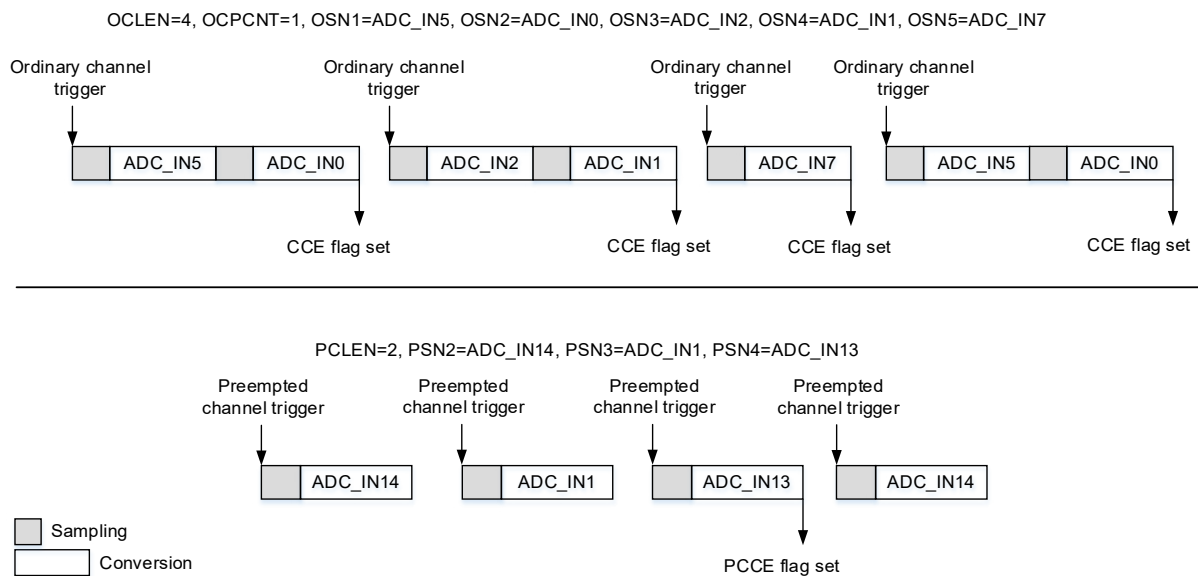 OCLEN=4, OCPCNT=1, OSN1=ADC_IN5, OSN2=ADC_IN0, OSN3=ADC_IN2, OSN4=ADC_IN1, OSN5=ADC_IN7
Ordinary channel
trigger
Ordinary channel
trigger
Ordinary channel
trigger
Ordinary channel
trigger
ADC_IN5 ADC_IN0 ADC_IN2 ADC_IN1 ADC_IN7 ADC_IN5 ADC_IN0
CCE flag set CCE flag set CCE flag set CCE flag set
PCLEN=2, PSN2=ADC_IN14, PSN3=ADC_IN1, PSN4=ADC_IN13
Preempted
channel trigger
Preempted
channel trigger
Preempted
channel trigger
Preempted
channel trigger
ADC_IN14 ADC_IN1 ADC_IN13 ADC_IN14
Sampling
Conversion
PCCE flag set